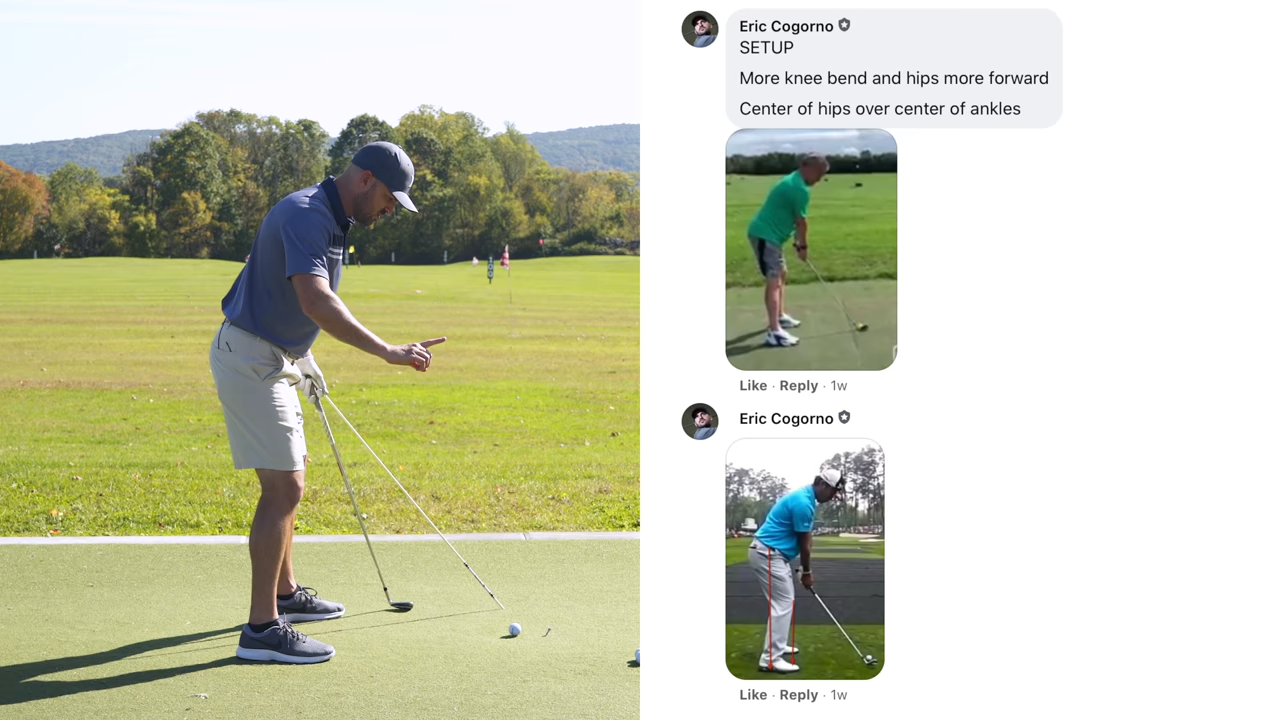 Eric Cogorno
SETUP
More knee bend and hips more forward
Center of hips over center of ankles
Like · Reply · 1w
Eric Cogorno
Like · Reply · 1w